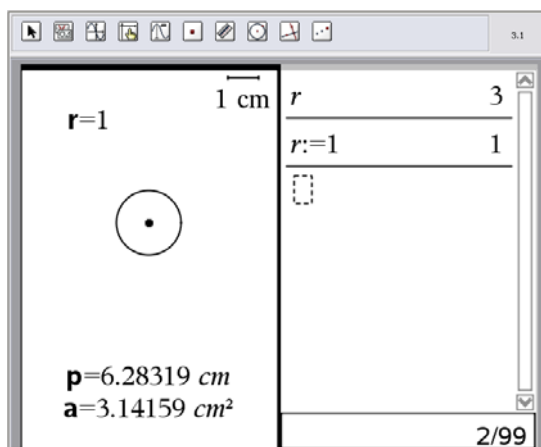 3.1
1 cm
r=1
p=6.28319 cm
a=3.14159 cm²
r 3
r:=1 1
2/99